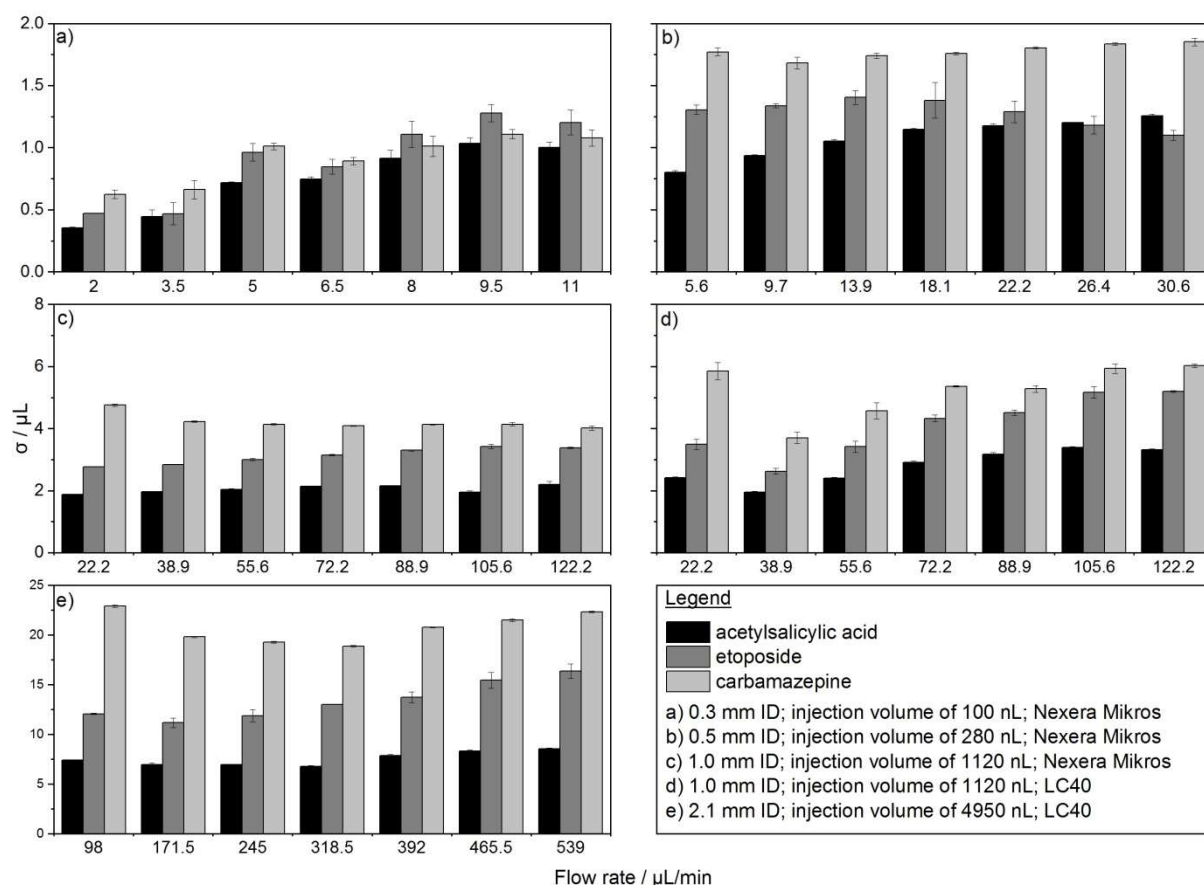 a)
2.0
1.5
1.0
0.5
0.0
2 3.5 5 6.5 8 9.5 11
b)
5.6 9.7 13.9 18.1 22.2 26.4 30.6
σ / µL
c)
8
6
4
2
0
22.2 38.9 55.6 72.2 88.9 105.6 122.2
d)
22.2 38.9 55.6 72.2 88.9 105.6 122.2
e)
25
20
15
10
5
0
98 171.5 245 318.5 392 465.5 539
Flow rate / µL/min
Legend
acetylsalicylic acid
etoposide
carbamazepine
a) 0.3 mm ID; injection volume of 100 nL; Nexera Mikros
b) 0.5 mm ID; injection volume of 280 nL; Nexera Mikros
c) 1.0 mm ID; injection volume of 1120 nL; Nexera Mikros
d) 1.0 mm ID; injection volume of 1120 nL; LC40
e) 2.1 mm ID; injection volume of 4950 nL; LC40